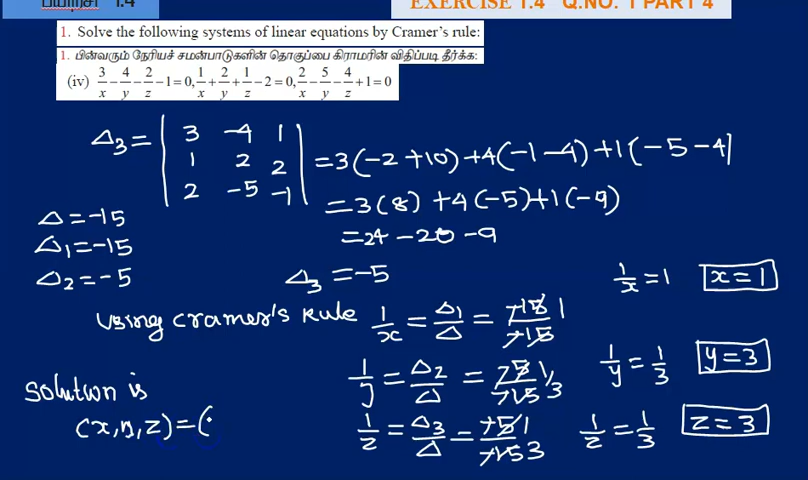 பயிற்சி 1.4 EXERCISE 1.4 Q.NO. 1 PART 4
1. Solve the following systems of linear equations by Cramer's rule:
1. பின்வரும் நேரியச் சமன்பாடுகளின் தொகுப்பை கிராமரின் விதிப்படி தீர்க்க:
(iv) 3/x − 4/y − 2/z − 1 = 0, 1/x + 2/y + 1/z − 2 = 0, 2/x − 5/y − 4/z + 1 = 0
Δ3 = | 3 −4 1 |
| 1 2 2 | = 3(−2+10) +4(−1−4) +1(−5−4)
| 2 −5 −1 | = 3(8) +4(−5) +1(−9)
Δ = −15
= 24 − 20 − 9
Δ1 = −15
Δ2 = −5 Δ3 = −5 1/x = 1 x = 1
Using Cramer's Rule 1/x = Δ1/Δ = −15/−15 1
1/y = Δ2/Δ = −5/−15 1/3 1/y = 1/3 y = 3
Solution is
(x, y, z) = ( 1/z = Δ3/Δ = −5/−15 1/3 1/z = 1/3 z = 3